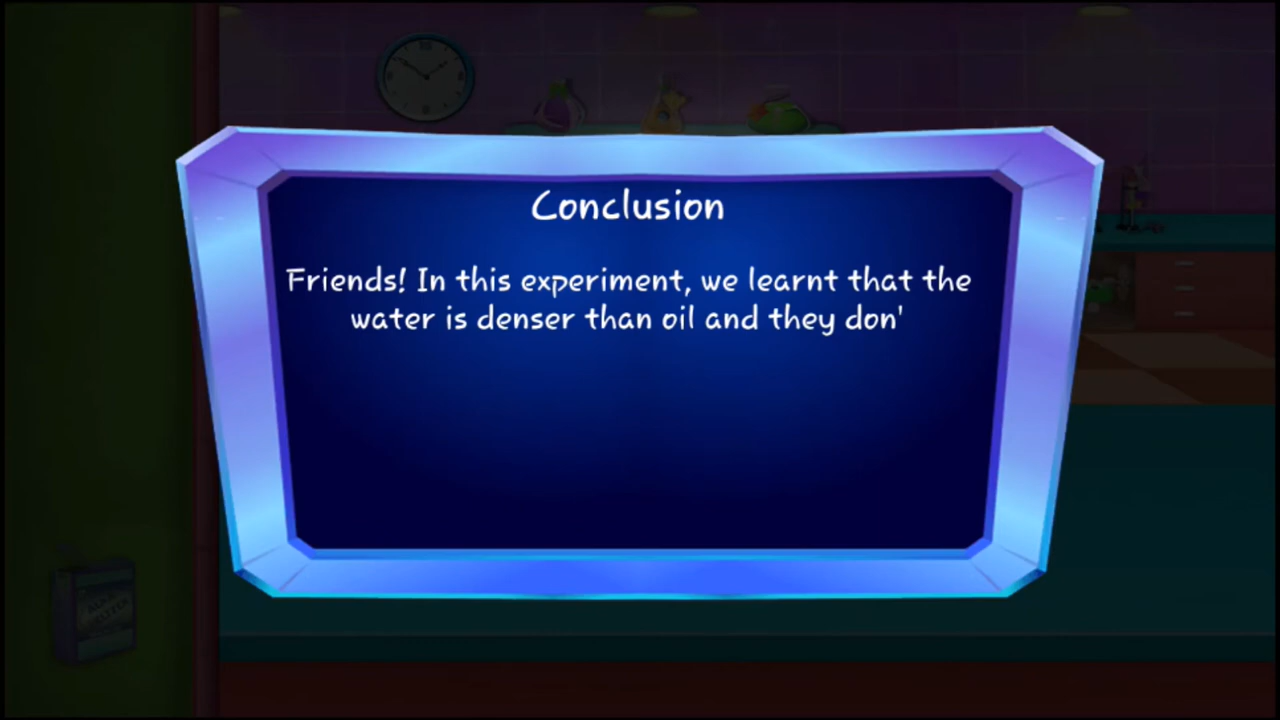 Conclusion
Friends! In this experiment, we learnt that the
water is denser than oil and they don'